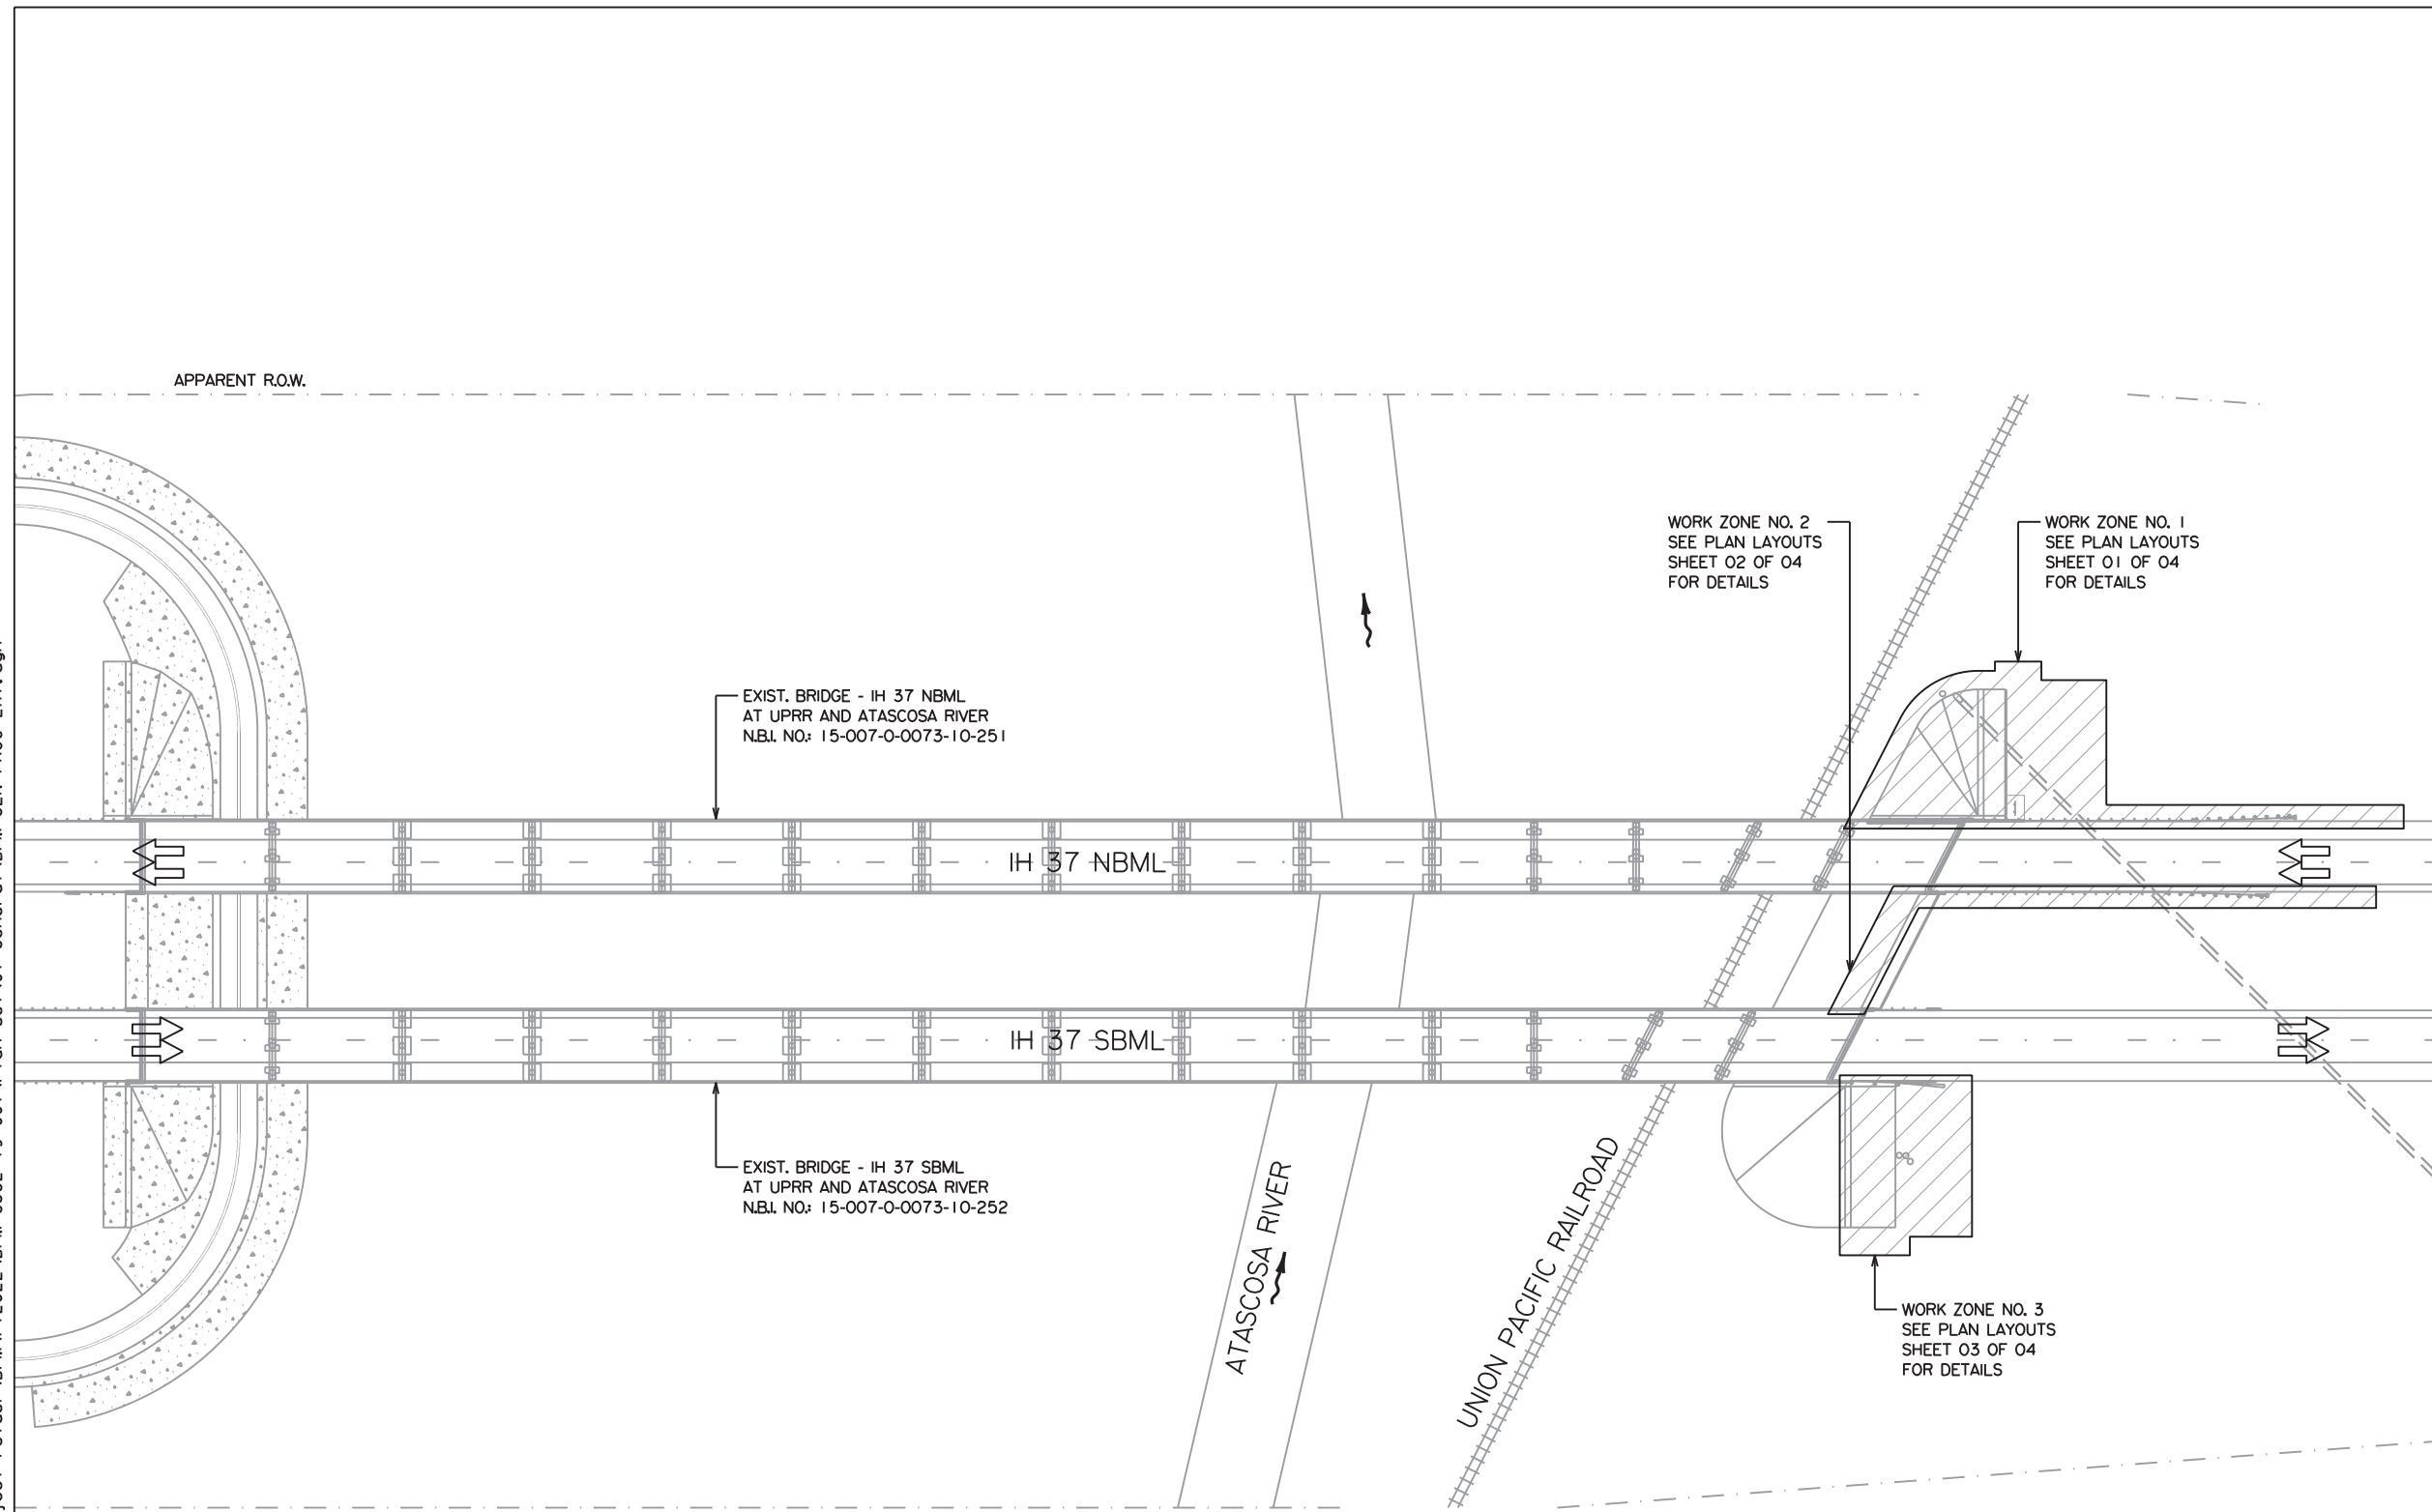 APPARENT R.O.W.
WORK ZONE NO. 2
SEE PLAN LAYOUTS
SHEET 02 OF 04
FOR DETAILS
WORK ZONE NO. 1
SEE PLAN LAYOUTS
SHEET 01 OF 04
FOR DETAILS
EXIST. BRIDGE - IH 37 NBML
AT UPRR AND ATASCOSA RIVER
N.B.I. NO.: 15-007-0-0073-10-251
IH 37 NBML
IH 37 SBML
EXIST. BRIDGE - IH 37 SBML
AT UPRR AND ATASCOSA RIVER
N.B.I. NO.: 15-007-0-0073-10-252
ATASCOSA RIVER
UNION PACIFIC RAILROAD
WORK ZONE NO. 3
SEE PLAN LAYOUTS
SHEET 03 OF 04
FOR DETAILS